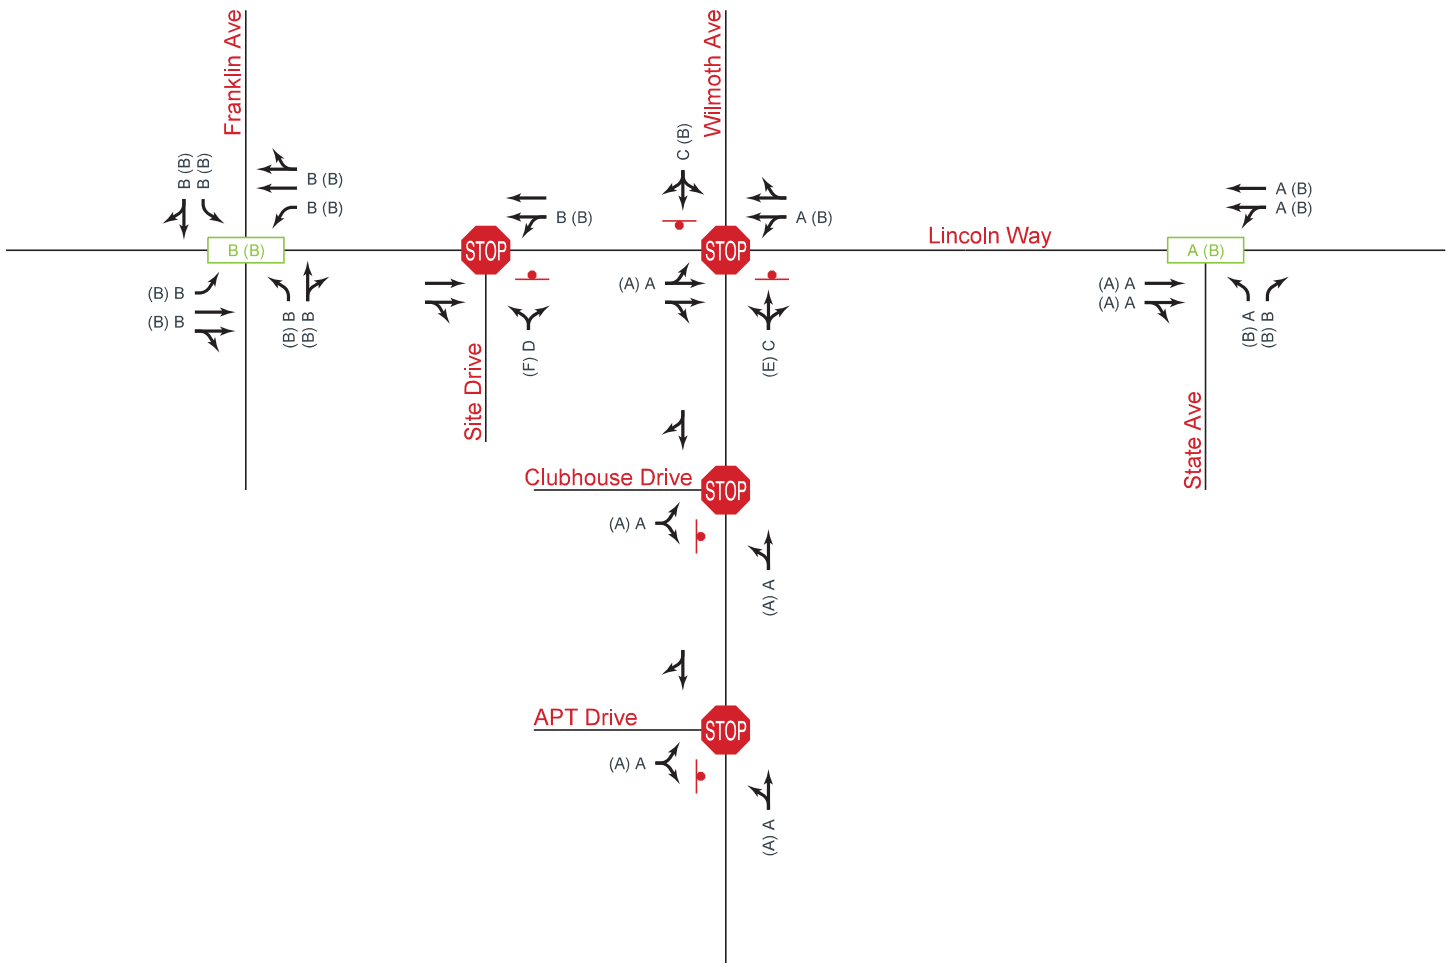 Franklin Ave
Wilmoth Ave
B (B)
B (B)
B (B)
B (B)
B (B)
(B) B
(B) B
(B) B
(B) B
STOP
B (B)
(F) D
Site Drive
C (B)
STOP
A (B)
(A) A
(E) C
Lincoln Way
A (B)
A (B)
A (B)
(A) A
(A) A
(B) A
(B) B
State Ave
Clubhouse Drive
STOP
(A) A
(A) A
APT Drive
STOP
(A) A
(A) A